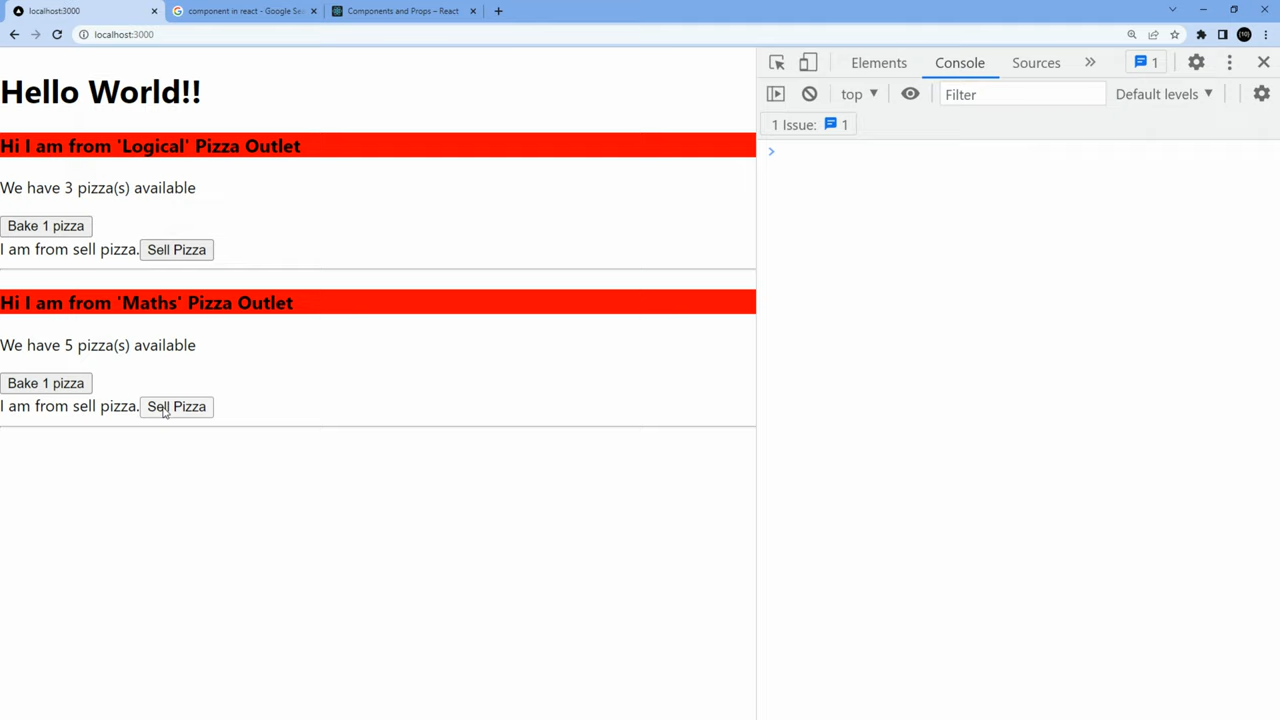 localhost:3000
component in react - Google Sea
Components and Props – React
localhost:3000
Hello World!!
Hi I am from 'Logical' Pizza Outlet
We have 3 pizza(s) available
Bake 1 pizza
I am from sell pizza. Sell Pizza
Hi I am from 'Maths' Pizza Outlet
We have 5 pizza(s) available
Bake 1 pizza
I am from sell pizza. Sell Pizza
Elements Console Sources 1
top Filter Default levels
1 Issue: 1